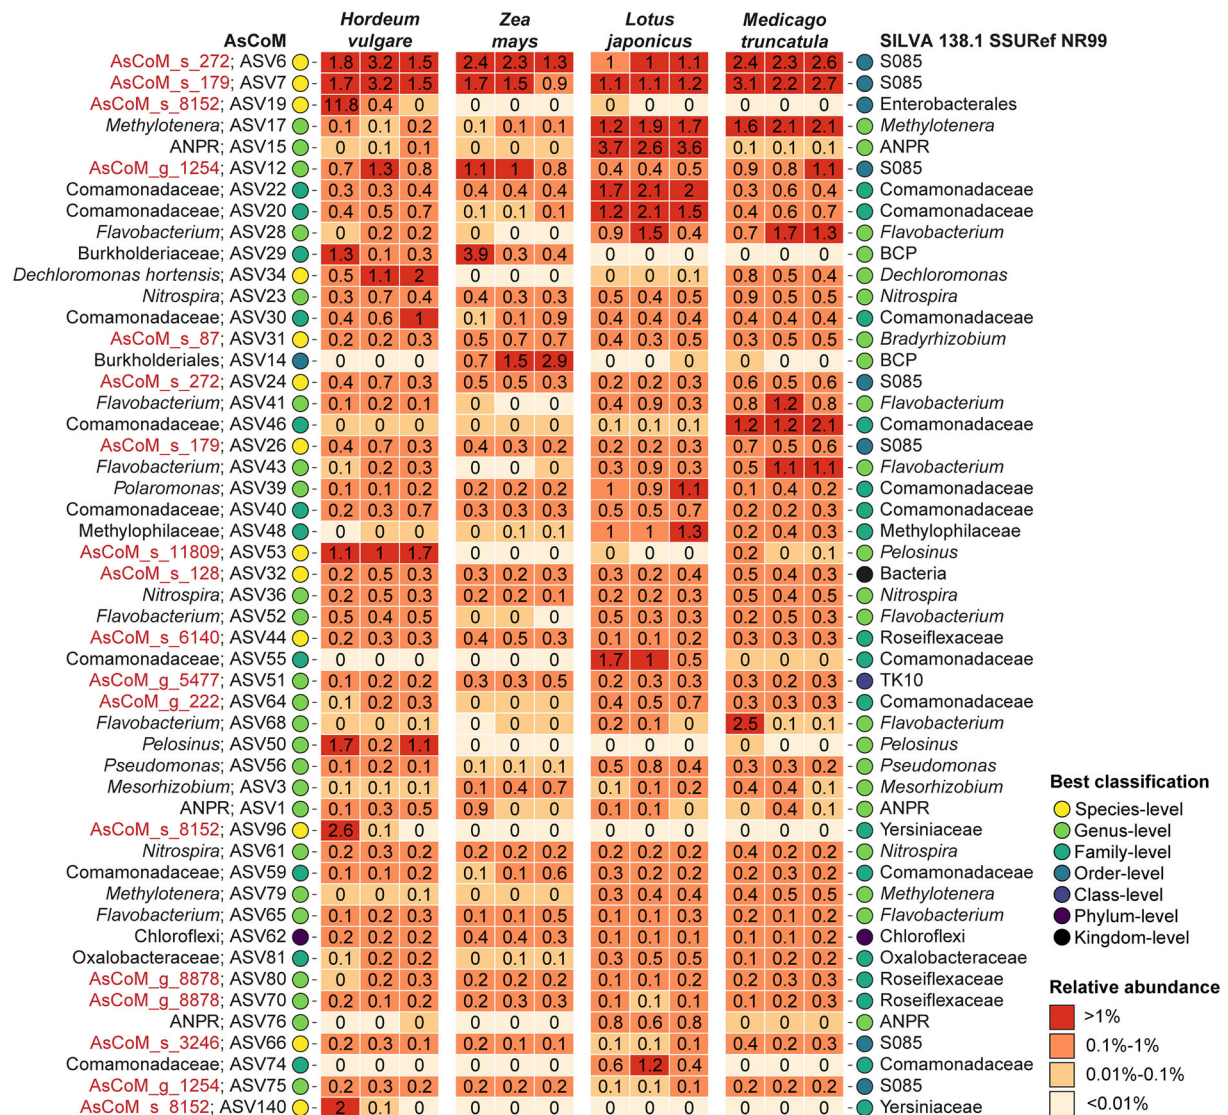 AsCoM Hordeum vulgare Zea mays Lotus japonicus Medicago truncatula SILVA 138.1 SSURef NR99
AsCoM_s_272; ASV6 1.8 3.2 1.5 2.4 2.3 1.3 1 1 1.1 2.4 2.3 2.6 S085
AsCoM_s_179; ASV7 1.7 3.2 1.5 1.7 1.5 0.9 1.1 1.1 1.2 3.1 2.2 2.7 S085
AsCoM_s_8152; ASV19 11.8 0.4 0 0 0 0 0 0 0 0 0 0 Enterobacterales
Methylotenera; ASV17 0.1 0.1 0.2 0.1 0.1 0.1 1.2 1.9 1.7 1.6 2.1 2.1 Methylotenera
ANPR; ASV15 0 0.1 0.1 0 0 0 3.7 2.6 3.6 0.1 0.1 0.1 ANPR
AsCoM_g_1254; ASV12 0.7 1.3 0.8 1.1 1 0.8 0.4 0.4 0.5 0.9 0.8 1.1 S085
Comamonadaceae; ASV22 0.3 0.3 0.4 0.4 0.4 0.4 1.7 2.1 2 0.3 0.6 0.4 Comamonadaceae
Comamonadaceae; ASV20 0.4 0.5 0.7 0.1 0.1 0.1 1.2 2.1 1.5 0.4 0.6 0.7 Comamonadaceae
Flavobacterium; ASV28 0 0.2 0.2 0 0 0 0.9 1.5 0.4 0.7 1.7 1.3 Flavobacterium
Burkholderiaceae; ASV29 1.3 0.1 0.3 3.9 0.3 0.4 0 0 0 0 0 0 BCP
Dechloromonas hortensis; ASV34 0.5 1.1 2 0 0 0 0 0 0.1 0.8 0.5 0.4 Dechloromonas
Nitrospira; ASV23 0.3 0.7 0.4 0.4 0.3 0.3 0.5 0.4 0.5 0.9 0.5 0.5 Nitrospira
Comamonadaceae; ASV30 0.4 0.6 1 0.1 0.1 0.9 0.4 0.4 0.4 0.4 0.4 0.4 Comamonadaceae
AsCoM_s_87; ASV31 0.2 0.2 0.3 0.5 0.7 0.7 0.4 0.3 0.5 0.3 0.5 0.5 Bradyrhizobium
Burkholderiales; ASV14 0 0 0 0.7 1.5 2.9 0 0 0 0 0 0 BCP
AsCoM_s_272; ASV24 0.4 0.7 0.3 0.5 0.5 0.3 0.2 0.2 0.3 0.6 0.5 0.6 S085
Flavobacterium; ASV41 0.1 0.2 0.1 0 0 0 0.4 0.9 0.3 0.8 1.2 0.8 Flavobacterium
Comamonadaceae; ASV46 0 0 0 0 0 0 0.1 0.1 0.1 1.2 1.2 2.1 Comamonadaceae
AsCoM_s_179; ASV26 0.4 0.7 0.3 0.4 0.3 0.2 0.2 0.2 0.3 0.7 0.5 0.6 S085
Flavobacterium; ASV43 0.1 0.2 0.3 0 0 0 0.3 0.9 0.3 0.5 1.1 1.1 Flavobacterium
Polaromonas; ASV39 0.1 0.1 0.2 0.2 0.2 0.2 1 0.9 1.1 0.1 0.4 0.2 Comamonadaceae
Comamonadaceae; ASV40 0.2 0.3 0.7 0.3 0.3 0.3 0.5 0.5 0.7 0.2 0.2 0.3 Comamonadaceae
Methylophilaceae; ASV48 0 0 0 0 0.1 0.1 1 1 1.3 0.2 0.4 0.3 Methylophilaceae
AsCoM_s_11809; ASV53 1.1 1 1.7 0 0 0 0 0 0 0.2 0 0.1 Pelosinus
AsCoM_s_128; ASV32 0.2 0.5 0.3 0.3 0.2 0.3 0.3 0.2 0.4 0.5 0.4 0.3 Bacteria
Nitrospira; ASV36 0.2 0.5 0.3 0.2 0.2 0.1 0.2 0.2 0.3 0.5 0.4 0.5 Nitrospira
Flavobacterium; ASV52 0.5 0.4 0.5 0 0 0 0.5 0.3 0.3 0.2 0.5 0.3 Flavobacterium
AsCoM_s_6140; ASV44 0.2 0.3 0.3 0.4 0.5 0.3 0.1 0.1 0.2 0.3 0.3 0.3 Roseiflexaceae
Comamonadaceae; ASV55 0 0 0 0 0 0 1.7 1 0.5 0 0 0 Comamonadaceae
AsCoM_g_5477; ASV51 0.1 0.2 0.2 0.3 0.3 0.5 0.2 0.3 0.3 0.3 0.2 0.3 TK10
AsCoM_g_222; ASV64 0.1 0.2 0.3 0 0 0 0.4 0.5 0.7 0.3 0.3 0.3 Comamonadaceae
Flavobacterium; ASV68 0 0 0.1 0 0 0 0.2 0.1 0 2.5 0.1 0.1 Flavobacterium
Pelosinus; ASV50 1.7 0.2 1.1 0 0 0 0 0 0 0 0 0 Pelosinus
Pseudomonas; ASV56 0.1 0.2 0.1 0.1 0.1 0.1 0.5 0.8 0.4 0.3 0.3 0.2 Pseudomonas
Mesorhizobium; ASV3 0.1 0.1 0.1 0.1 0.4 0.7 0.1 0.1 0.2 0.4 0.4 0.1 Mesorhizobium
ANPR; ASV1 0.1 0.3 0.5 0.9 0 0 0.1 0.1 0 0 0.4 0.1 ANPR
AsCoM_s_8152; ASV96 2.6 0.1 0 0 0 0 0 0 0 0 0 0 Yersiniaceae
Nitrospira; ASV61 0.2 0.3 0.2 0.2 0.2 0.2 0.2 0.2 0.2 0.4 0.2 0.2 Nitrospira
Comamonadaceae; ASV59 0.1 0.1 0.2 0.1 0.1 0.6 0.3 0.2 0.2 0.2 0.3 0.2 Comamonadaceae
Methylotenera; ASV79 0 0 0.1 0 0 0 0.3 0.4 0.4 0.4 0.5 0.5 Methylotenera
Flavobacterium; ASV65 0.1 0.2 0.3 0.1 0.1 0.5 0.1 0.1 0.3 0.2 0.1 0.2 Flavobacterium
Chloroflexi; ASV62 0.2 0.2 0.2 0.4 0.4 0.3 0.1 0.1 0.1 0.1 0.1 0.2 Chloroflexi
Oxalobacteraceae; ASV81 0.1 0.2 0.2 0 0.1 0.1 0.3 0.5 0.5 0.1 0.2 0.2 Oxalobacteraceae
AsCoM_g_8878; ASV80 0 0.2 0.3 0.2 0.2 0.2 0.1 0.1 0.2 0.2 0.3 0.3 Roseiflexaceae
AsCoM_g_8878; ASV70 0.2 0.1 0.2 0.2 0.3 0.3 0.1 0.1 0.1 0.1 0.2 0.3 Roseiflexaceae
ANPR; ASV76 0 0 0 0 0 0 0.8 0.6 0.8 0 0 0 ANPR
AsCoM_s_3246; ASV66 0.2 0.3 0.1 0.2 0.1 0.1 0.1 0.1 0.1 0.4 0.2 0.3 S085
Comamonadaceae; ASV74 0 0 0 0 0 0 0.6 1.2 0.4 0 0 0 Comamonadaceae
AsCoM_g_1254; ASV75 0.2 0.3 0.2 0.2 0.2 0.2 0.1 0.1 0.1 0.2 0.2 0.2 S085
AsCoM_s_8152; ASV140 2 0.1 0 0 0 0 0 0 0 0 0 0 Yersiniaceae
Best classification
Species-level
Genus-level
Family-level
Order-level
Class-level
Phylum-level
Kingdom-level
Relative abundance
>1%
0.1%-1%
0.01%-0.1%
<0.01%